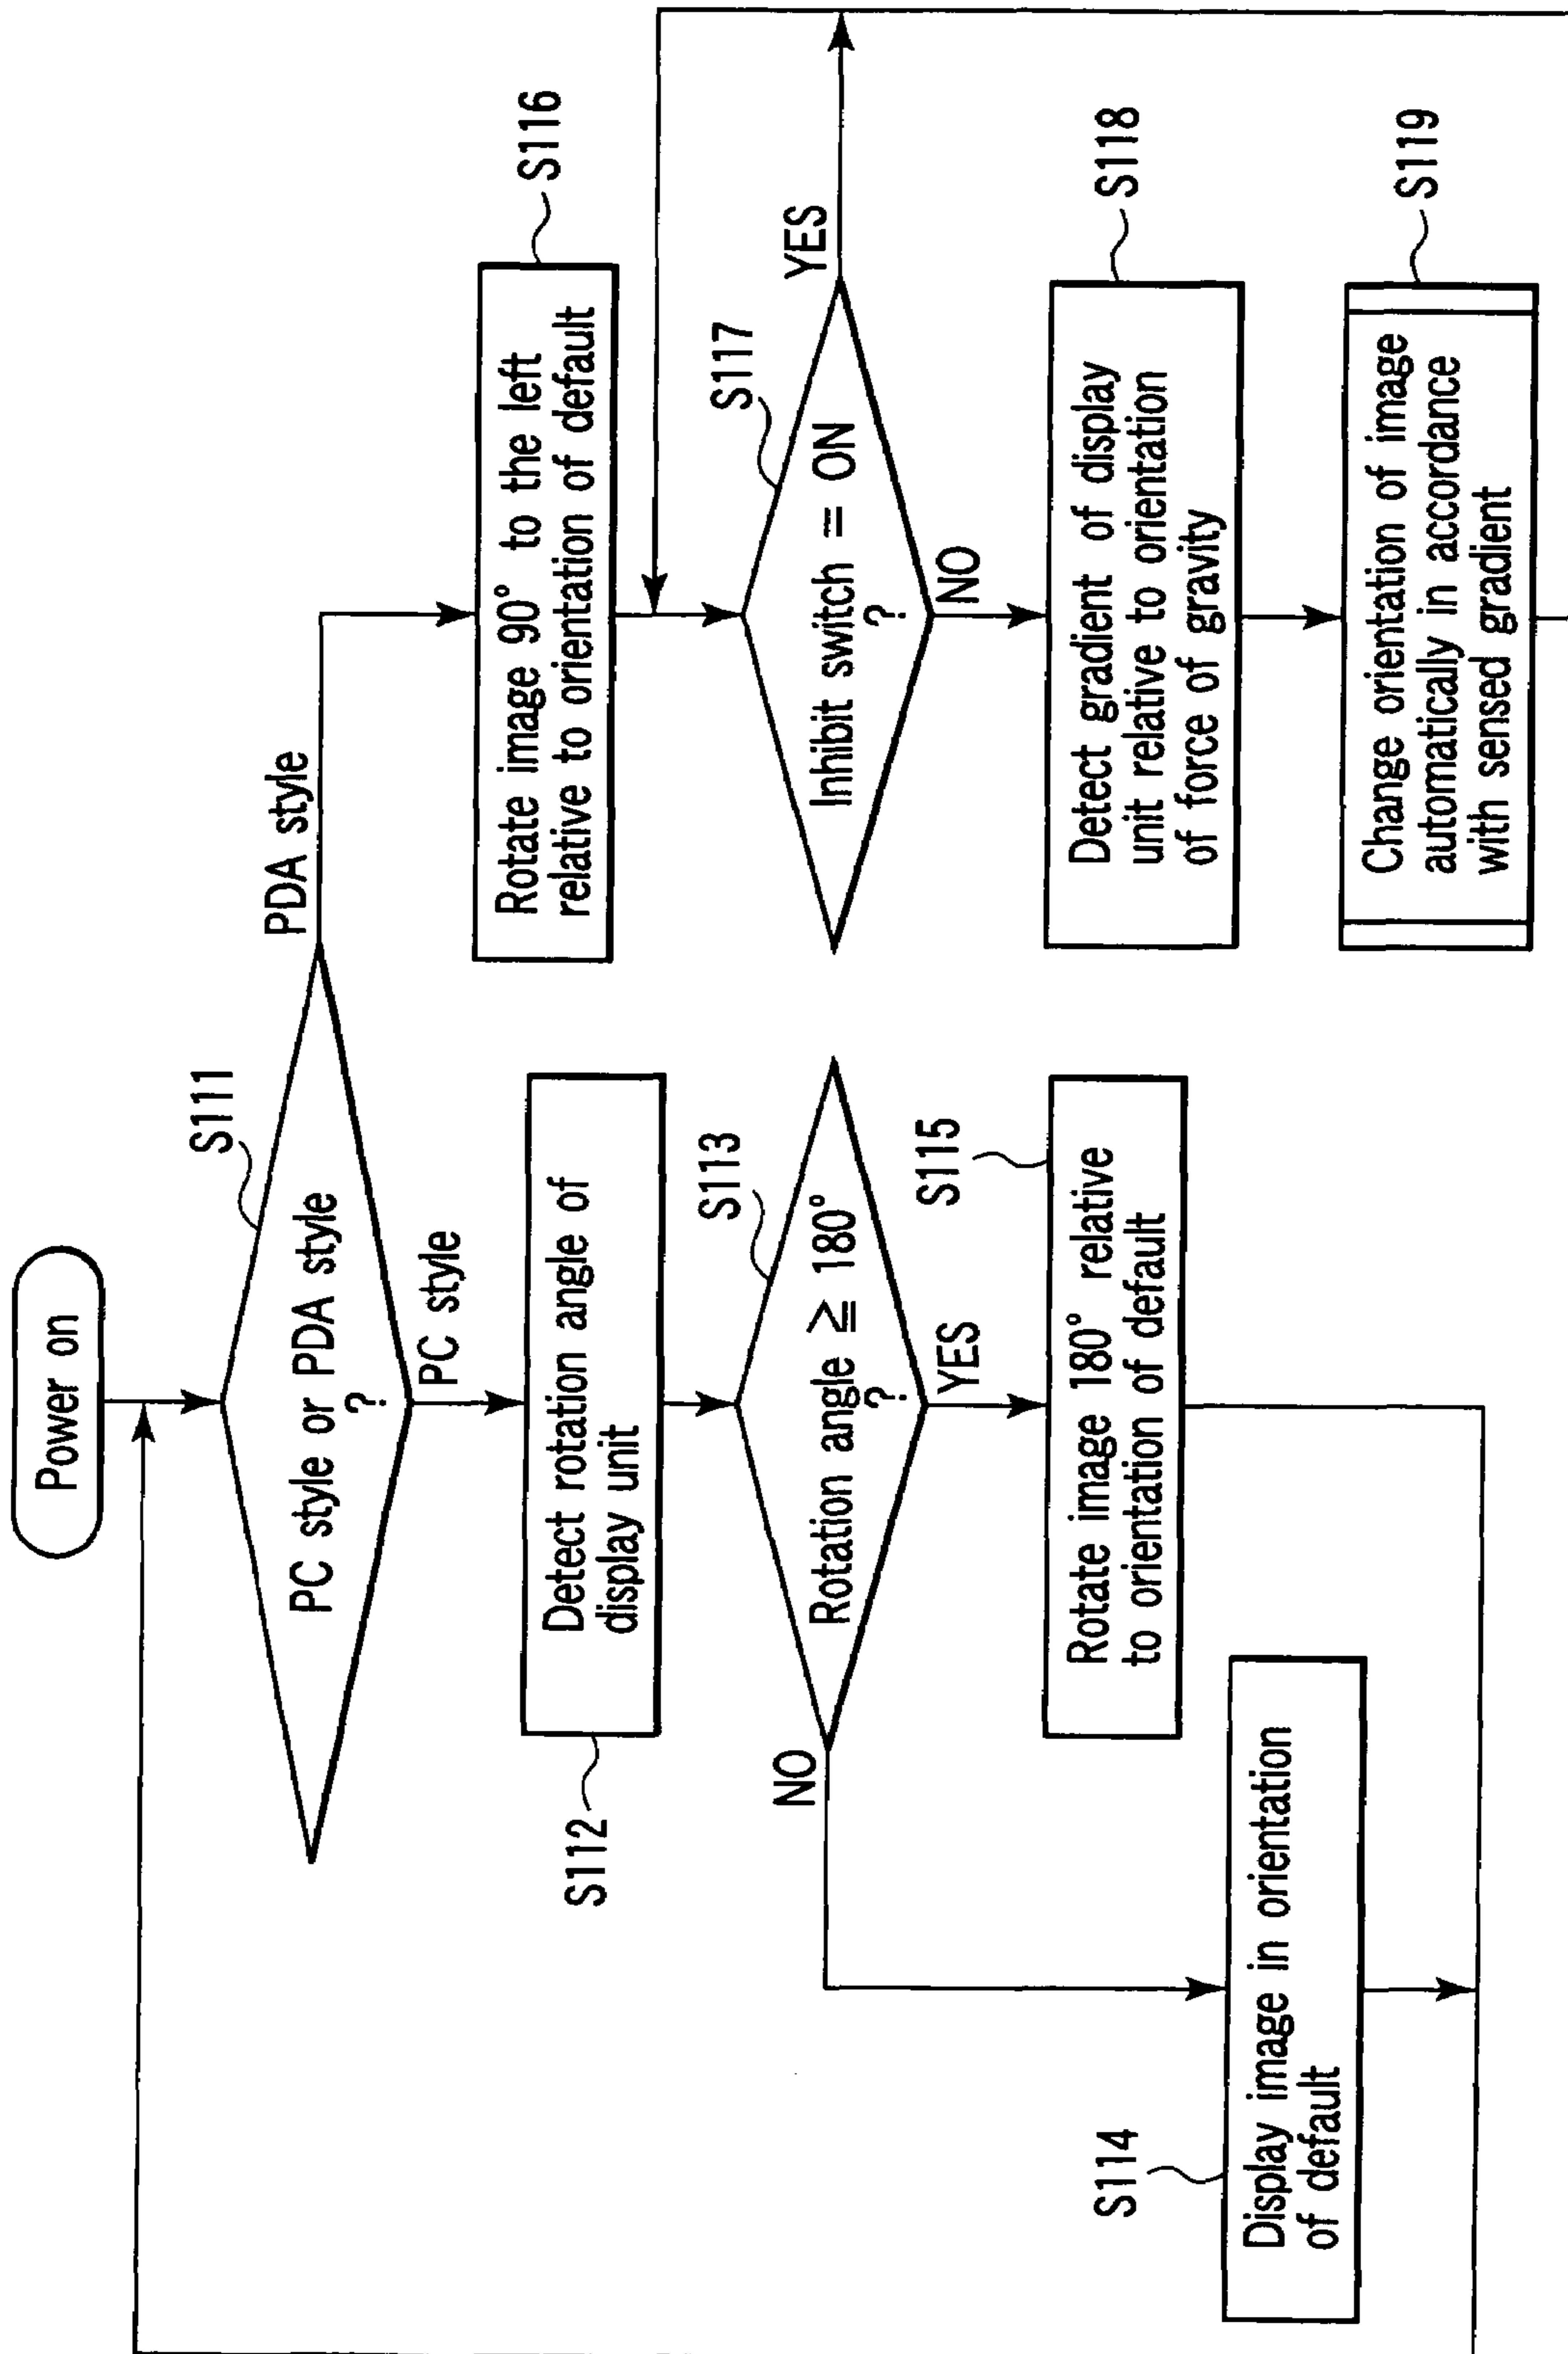 Power on
S111
PC style or PDA style
?
PDA style
PC style
S112
Detect rotation angle of
display unit
S113
Rotation angle ≧ 180°
?
NO
YES
S114
Display image in orientation
of default
S115
Rotate image 180° relative
to orientation of default
S116
Rotate image 90° to the left
relative to orientation of default
S117
Inhibit switch = ON
?
YES
NO
S118
Detect gradient of display
unit relative to orientation
of force of gravity
S119
Change orientation of image
automatically in accordance
with sensed gradient